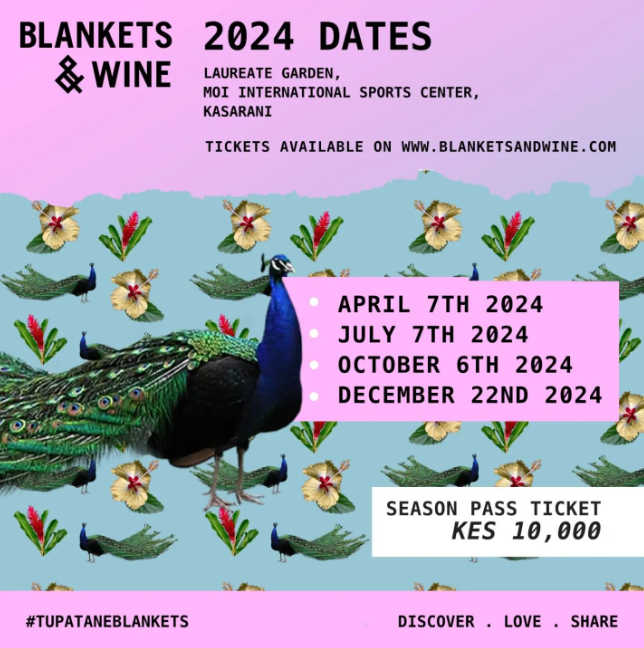 BLANKETS
& WINE
2024 DATES
LAUREATE GARDEN,
MOI INTERNATIONAL SPORTS CENTER,
KASARANI
TICKETS AVAILABLE ON WWW.BLANKETSANDWINE.COM
APRIL 7TH 2024
JULY 7TH 2024
OCTOBER 6TH 2024
DECEMBER 22ND 2024
SEASON PASS TICKET
KES 10,000
#TUPATANEBLANKETS
DISCOVER . LOVE . SHARE